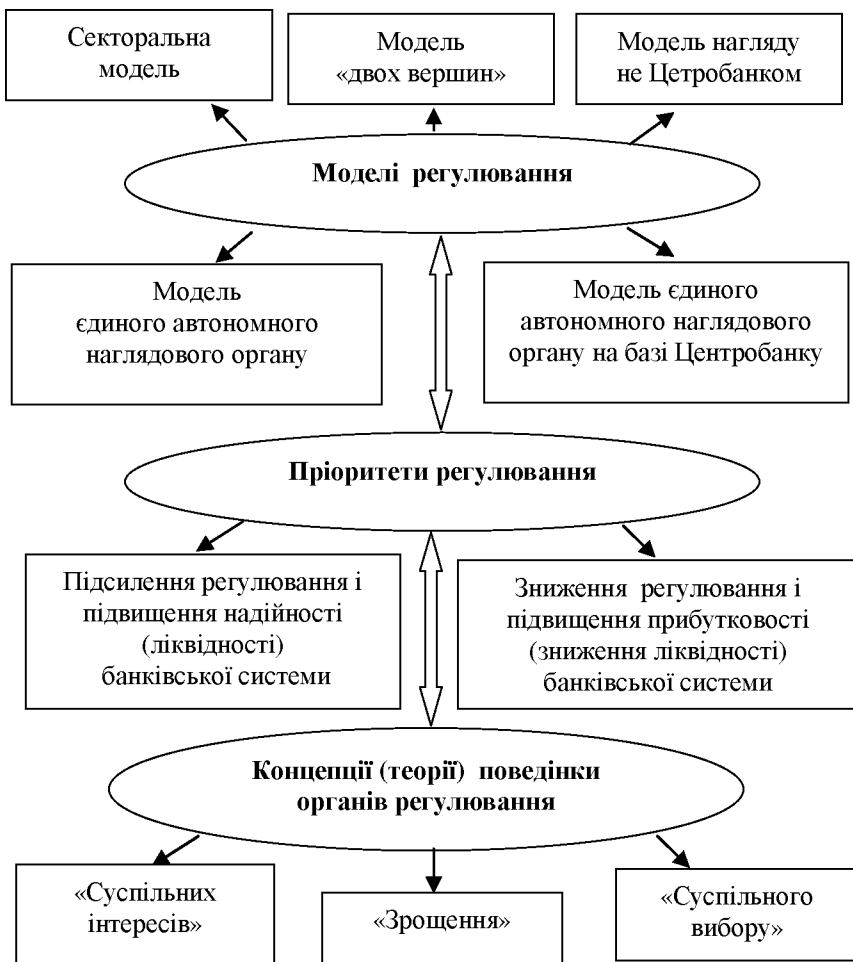 Секторальна
модель
Модель
«двох вершин»
Модель нагляду
не Цетробанком
Моделі регулювання
Модель
єдиного автономного
наглядового органу
Модель єдиного
автономного наглядового
органу на базі Центробанку
Пріоритети регулювання
Підсилення регулювання і
підвищення надійності
(ліквідності)
банківської системи
Зниження регулювання і
підвищення прибутковості
(зниження ліквідності)
банківської системи
Концепції (теорії) поведінки
органів регулювання
«Суспільних
інтересів»
«Зрощення»
«Суспільного
вибору»